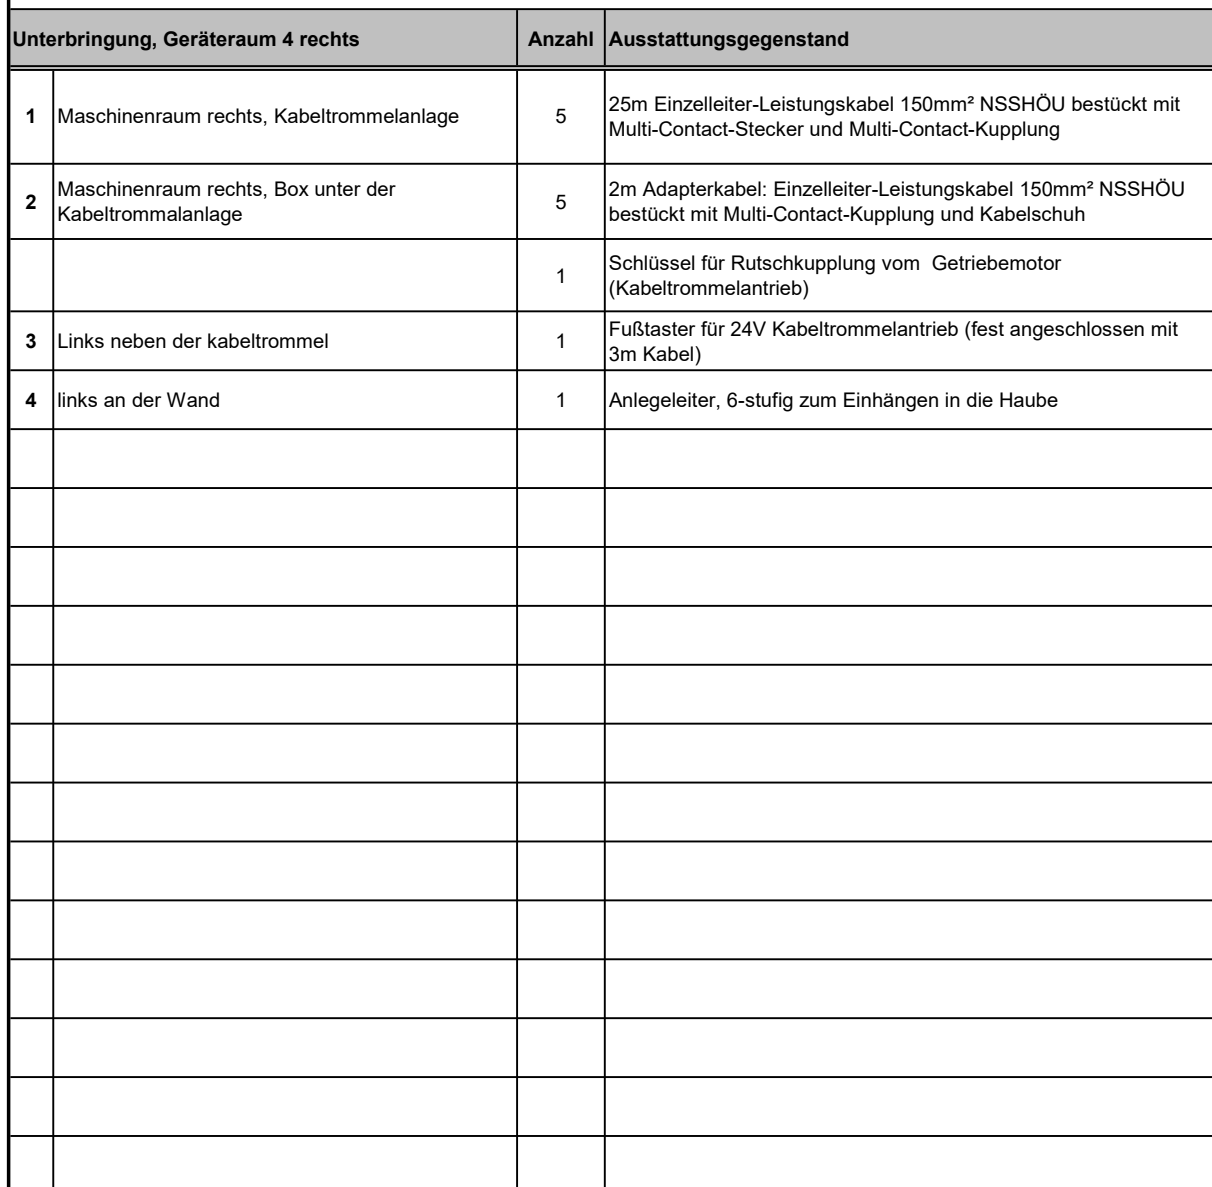 Unterbringung, Geräteraum 4 rechts Anzahl Ausstattungsgegenstand
1 Maschinenraum rechts, Kabeltrommelanlage 5 25m Einzelleiter-Leistungskabel 150mm² NSSHÖU bestückt mit
Multi-Contact-Stecker und Multi-Contact-Kupplung
2 Maschinenraum rechts, Box unter der
Kabeltrommalanlage 5 2m Adapterkabel: Einzelleiter-Leistungskabel 150mm² NSSHÖU
bestückt mit Multi-Contact-Kupplung und Kabelschuh
1 Schlüssel für Rutschkupplung vom  Getriebemotor
(Kabeltrommelantrieb)
3 Links neben der kabeltrommel 1 Fußtaster für 24V Kabeltrommelantrieb (fest angeschlossen mit
3m Kabel)
4 links an der Wand 1 Anlegeleiter, 6-stufig zum Einhängen in die Haube